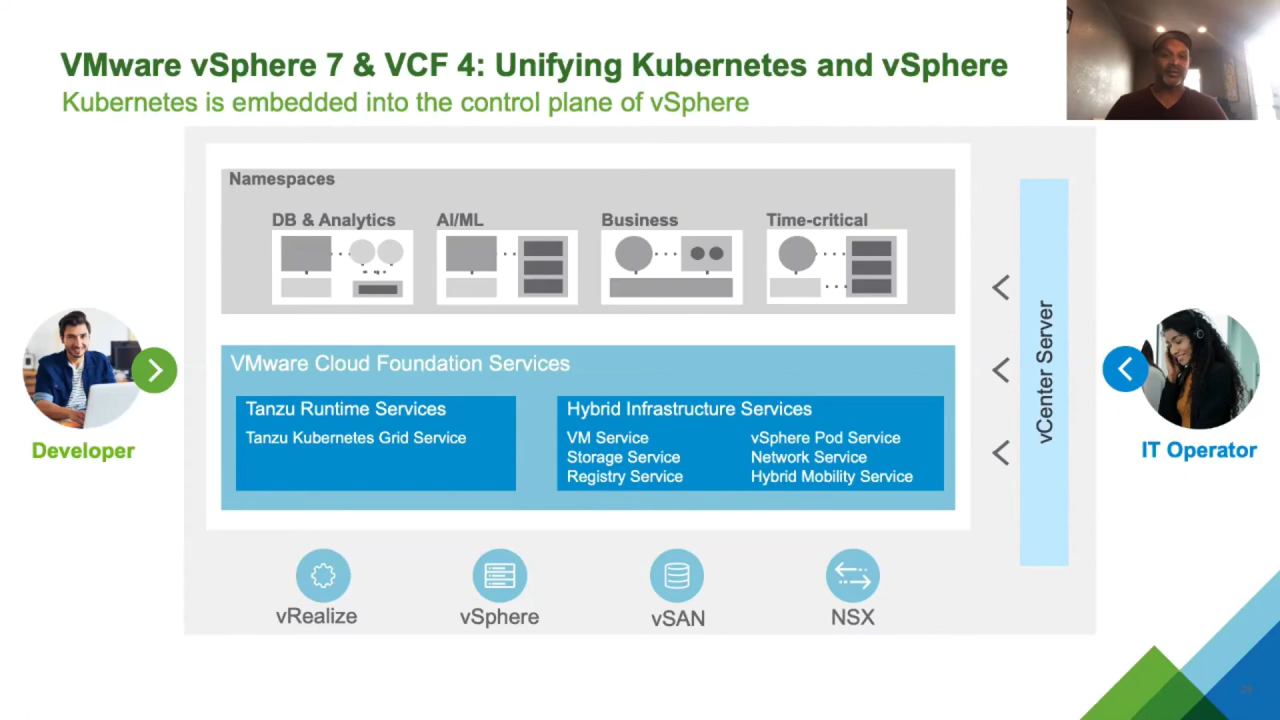 VMware vSphere 7 & VCF 4: Unifying Kubernetes and vSphere
Kubernetes is embedded into the control plane of vSphere
Namespaces
DB & Analytics
AI/ML
Business
Time-critical
VMware Cloud Foundation Services
Tanzu Runtime Services
Tanzu Kubernetes Grid Service
Hybrid Infrastructure Services
VM Service
vSphere Pod Service
Storage Service
Network Service
Registry Service
Hybrid Mobility Service
vCenter Server
Developer
IT Operator
vRealize
vSphere
vSAN
NSX